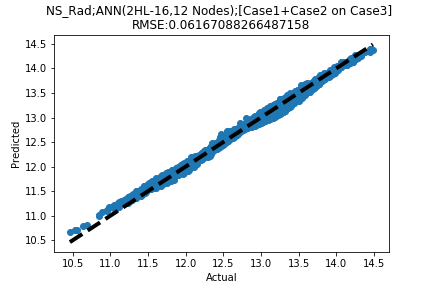 NS_Rad;ANN(2HL-16,12 Nodes);[Case1+Case2 on Case3]
RMSE:0.06167088266487158
14.5
14.0
13.5
13.0
12.5
12.0
11.5
11.0
10.5
Predicted
10.5 11.0 11.5 12.0 12.5 13.0 13.5 14.0 14.5
Actual